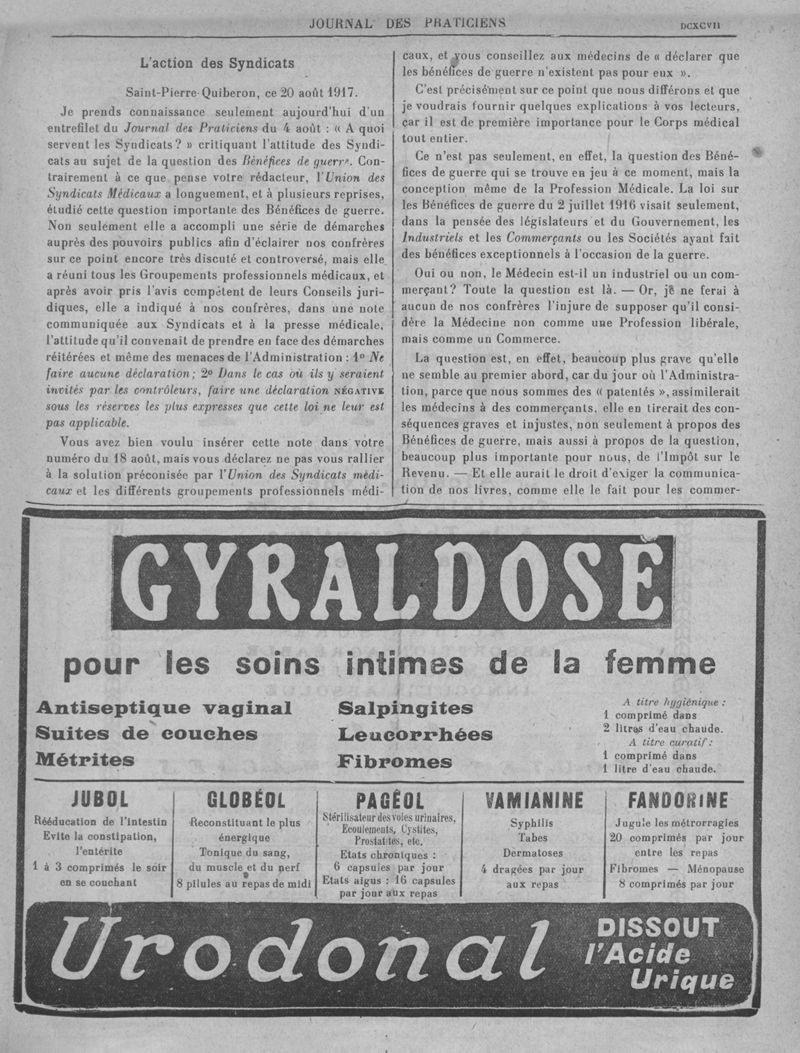 JOURNAL DES PRATICIENS
DCXCVII
L'action des Syndicats
Saint-Pierre-Quiberon, ce 20 août 1917.
Je prends connaissance seulement aujourd'hui d'un
entrefilet du Journal des Praticiens du 4 août : « A quoi
servent les Syndicats ? » critiquant l'attitude des Syndi-
cats au sujet de la question des Bénéfices de guerre. Con-
trairement à ce que pense votre rédacteur, l'Union des
Syndicats Médicaux a longuement, et à plusieurs reprises,
étudié cette question importante des Bénéfices de guerre.
Non seulement elle a accompli une série de démarches
auprès des pouvoirs publics afin d'éclairer nos confrères
sur ce point encore très discuté et controversé, mais elle
a réuni tous les Groupements professionnels médicaux, et
après avoir pris l'avis compétent de leurs Conseils juri-
diques, elle a indiqué à nos confrères, dans une note
communiquée aux Syndicats et à la presse médicale,
l'attitude qu'il convenait de prendre en face des démarches
réitérées et même des menaces de l'Administration : 1º Ne
faire aucune déclaration ; 2º Dans le cas où ils y seraient
invités par les contrôleurs, faire une déclaration NÉGATIVE
sous les réserves les plus expresses que cette loi ne leur est
pas applicable.
Vous avez bien voulu insérer cette note dans votre
numéro du 18 août, mais vous déclarez ne pas vous rallier
à la solution préconisée par l'Union des Syndicats médi-
caux et les différents groupements professionnels médi-
caux, et vous conseillez aux médecins de « déclarer que
les bénéfices de guerre n'existent pas pour eux ».
C'est précisément sur ce point que nous différons et que
je voudrais fournir quelques explications à vos lecteurs,
car il est de première importance pour le Corps médical
tout entier.
Ce n'est pas seulement, en effet, la question des Béné-
fices de guerre qui se trouve en jeu à ce moment, mais la
conception même de la Profession Médicale. La loi sur
les Bénéfices de guerre du 2 juillet 1916 visait seulement,
dans la pensée des législateurs et du Gouvernement, les
Industriels et les Commerçants ou les Sociétés ayant fait
des bénéfices exceptionnels à l'occasion de la guerre.
Oui ou non, le Médecin est-il un industriel ou un com-
merçant ? Toute la question est là. — Or, je ne ferai à
aucun de nos confrères l'injure de supposer qu'il consi-
dère la Médecine non comme une Profession libérale,
mais comme un Commerce.
La question est, en effet, beaucoup plus grave qu'elle
ne semble au premier abord, car du jour où l'Administra-
tion, parce que nous sommes des « patentés », assimilerait
les médecins à des commerçants, elle en tirerait des con-
séquences graves et injustes, non seulement à propos des
Bénéfices de guerre, mais aussi à propos de la question,
beaucoup plus importante pour nous, de l'Impôt sur le
Revenu. — Et elle aurait le droit d'exiger la communica-
tion de nos livres, comme elle le fait pour les commer-
GYRALDOSE
pour les soins intimes de la femme
Antiseptique vaginal
Suites de couches
Métrites
Salpingites
Leucorrhées
Fibromes
A titre hygiénique :
1 comprimé dans
2 litres d'eau chaude.
A titre curatif :
1 comprimé dans
1 litre d'eau chaude.
JUBOL
Rééducation de l'intestin
Evite la constipation,
l'entérite
1 à 3 comprimés le soir
en se couchant
GLOBÉOL
Reconstituant le plus
énergique
Tonique du sang,
du muscle et du nerf
8 pilules au repas de midi
PAGÉOL
Stérilisateur des voies urinaires,
Ecoulements, Cystites,
Prostatites, etc.
Etats chroniques :
6 capsules par jour
Etats aigus : 16 capsules
par jour aux repas
VAMIANINE
Syphilis
Tabes
Dermatoses
4 dragées par jour
aux repas
FANDORINE
Jugule les métrorragies
20 comprimés par jour
entre les repas
Fibromes — Ménopause
8 comprimés par jour
Urodonal
DISSOUT
l'Acide
Urique